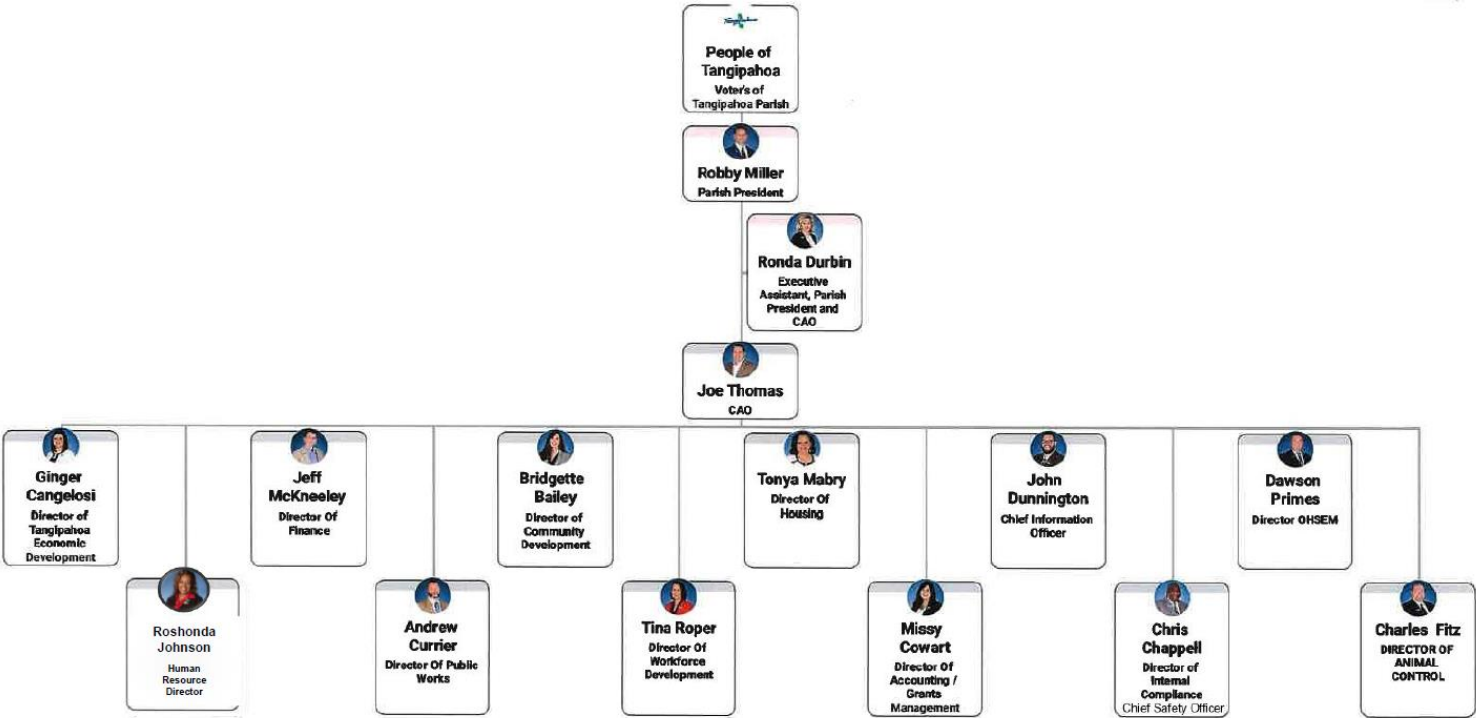 People of
Tangipahoa
Voter's of
Tangipahoa Parish
Robby Miller
Parish President
Ronda Durbin
Executive
Assistant, Parish
President and
CAO
Joe Thomas
CAO
Ginger
Cangelosi
Director of
Tangipahoa
Economic
Development
Jeff
McKneeley
Director Of
Finance
Bridgette
Bailey
Director of
Community
Development
Tonya Mabry
Director Of
Housing
John
Dunnington
Chief Information
Officer
Dawson
Primes
Director OHSEM
Roshonda
Johnson
Human
Resource
Director
Andrew
Currier
Director Of Public
Works
Tina Roper
Director Of
Workforce
Development
Missy
Cowart
Director Of
Accounting /
Grants
Management
Chris
Chappell
Director of
Internal
Compliance
Chief Safety Officer
Charles Fitz
DIRECTOR OF
ANIMAL
CONTROL